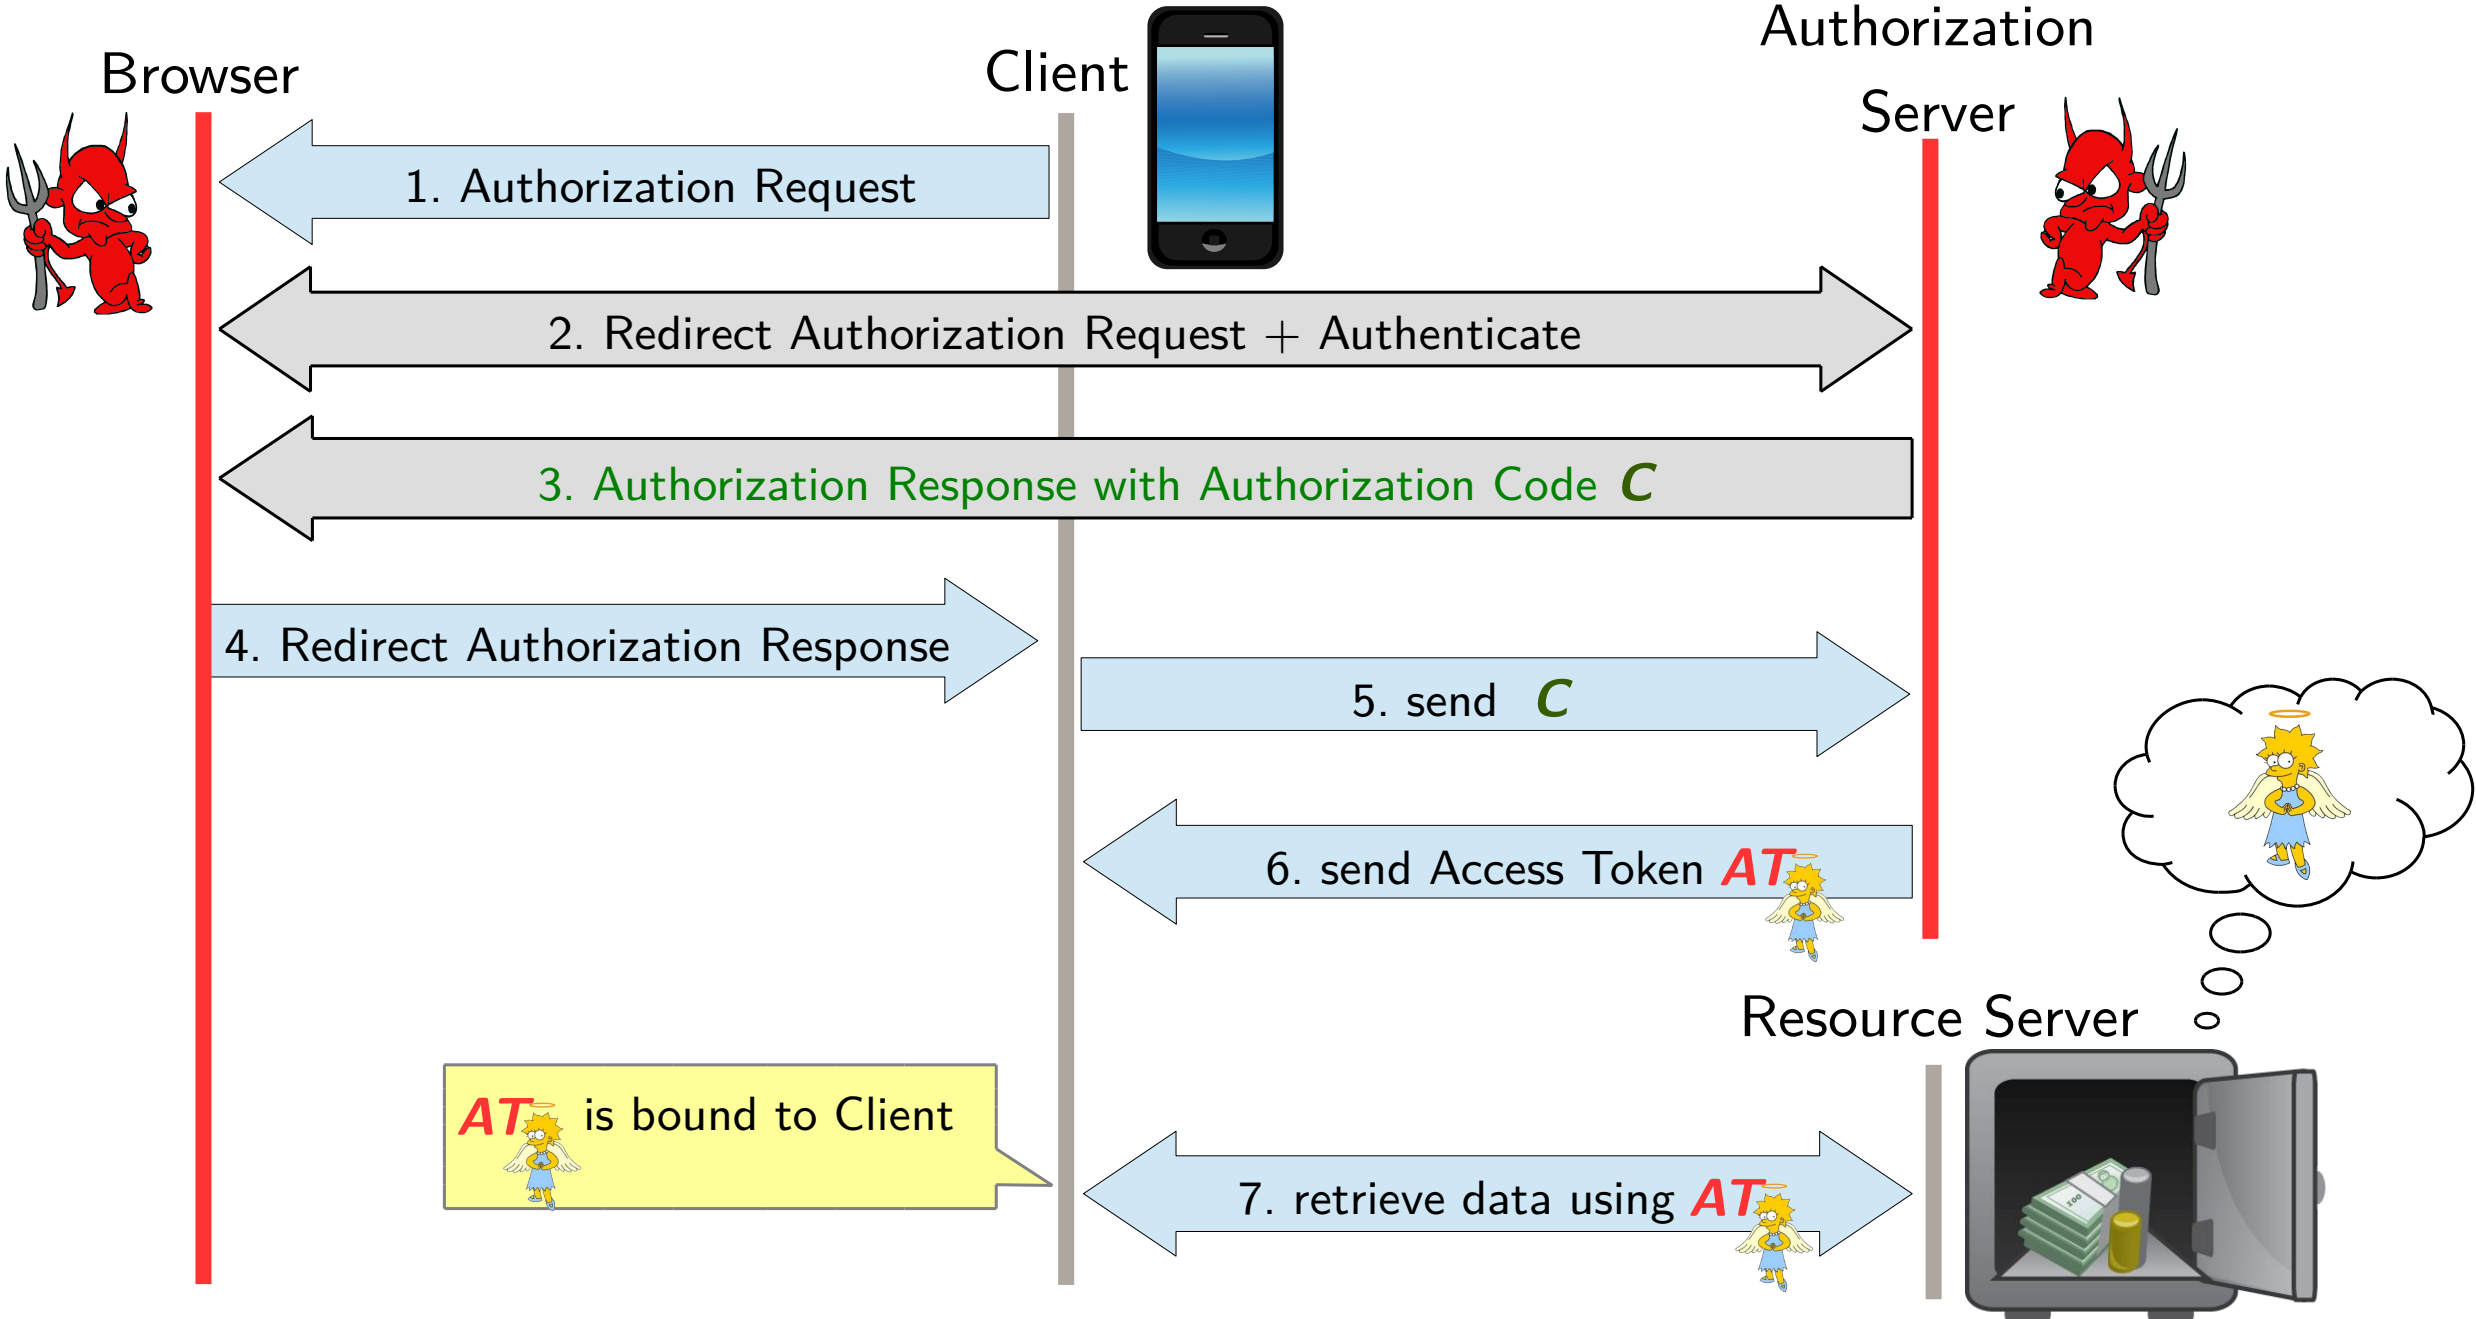 Browser
Client
Authorization
Server
1. Authorization Request
2. Redirect Authorization Request + Authenticate
3. Authorization Response with Authorization Code C
4. Redirect Authorization Response
5. send C
6. send Access Token AT
Resource Server
AT is bound to Client
7. retrieve data using AT
100